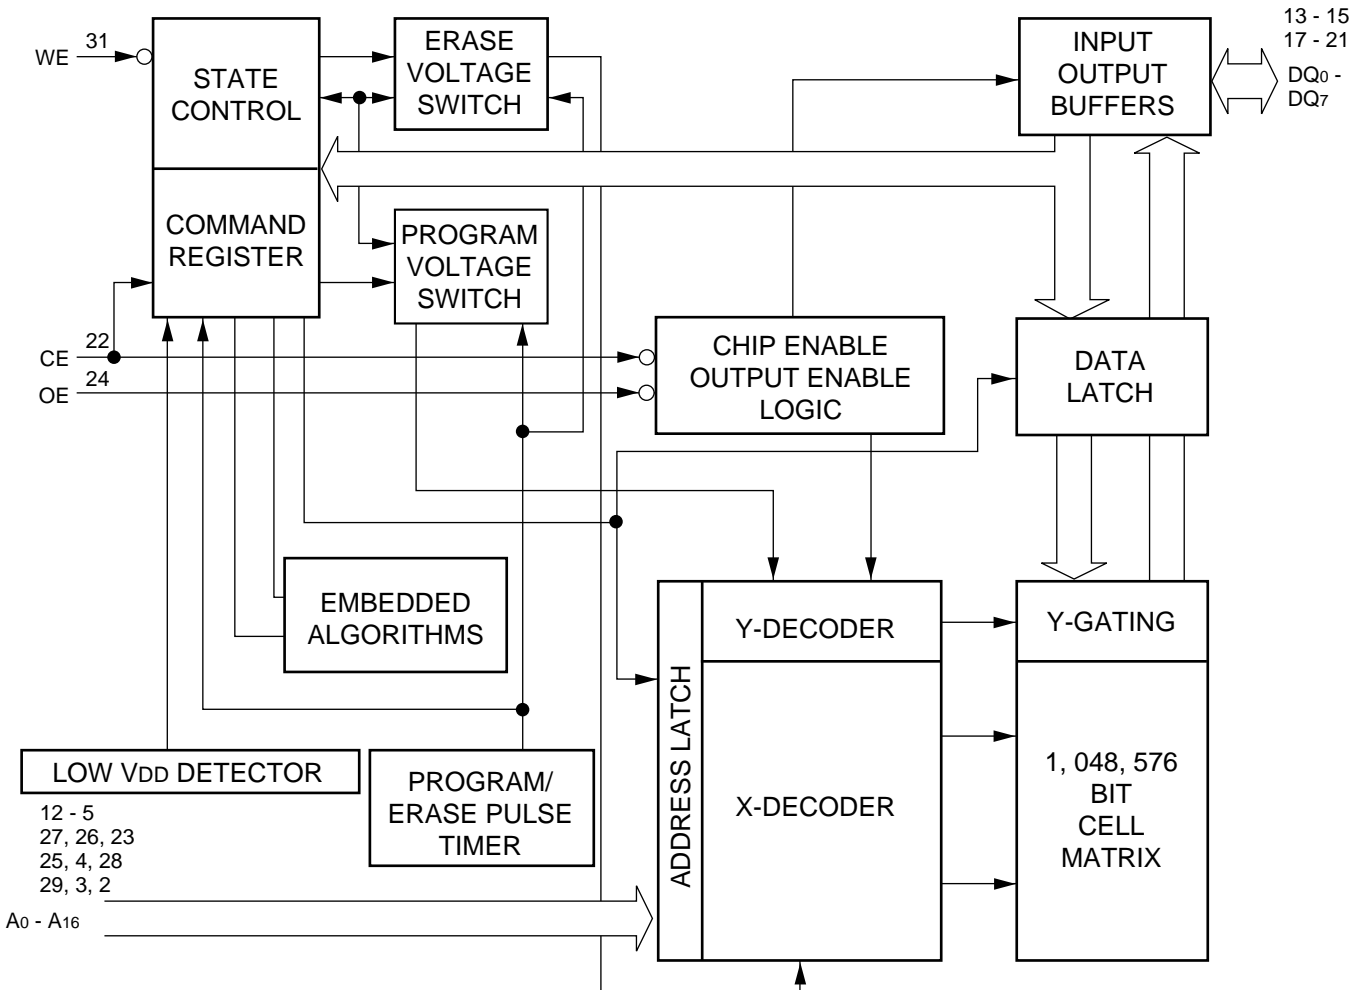 WE
31
STATE
CONTROL
ERASE
VOLTAGE
SWITCH
INPUT
OUTPUT
BUFFERS
13 - 15
17 - 21
DQ0 -
DQ7
COMMAND
REGISTER
PROGRAM
VOLTAGE
SWITCH
CE
22
OE
24
CHIP ENABLE
OUTPUT ENABLE
LOGIC
DATA
LATCH
EMBEDDED
ALGORITHMS
ADDRESS LATCH
Y-DECODER
Y-GATING
LOW VDD DETECTOR
PROGRAM/
ERASE PULSE
TIMER
X-DECODER
1, 048, 576
BIT
CELL
MATRIX
12 - 5
27, 26, 23
25, 4, 28
29, 3, 2
A0 - A16